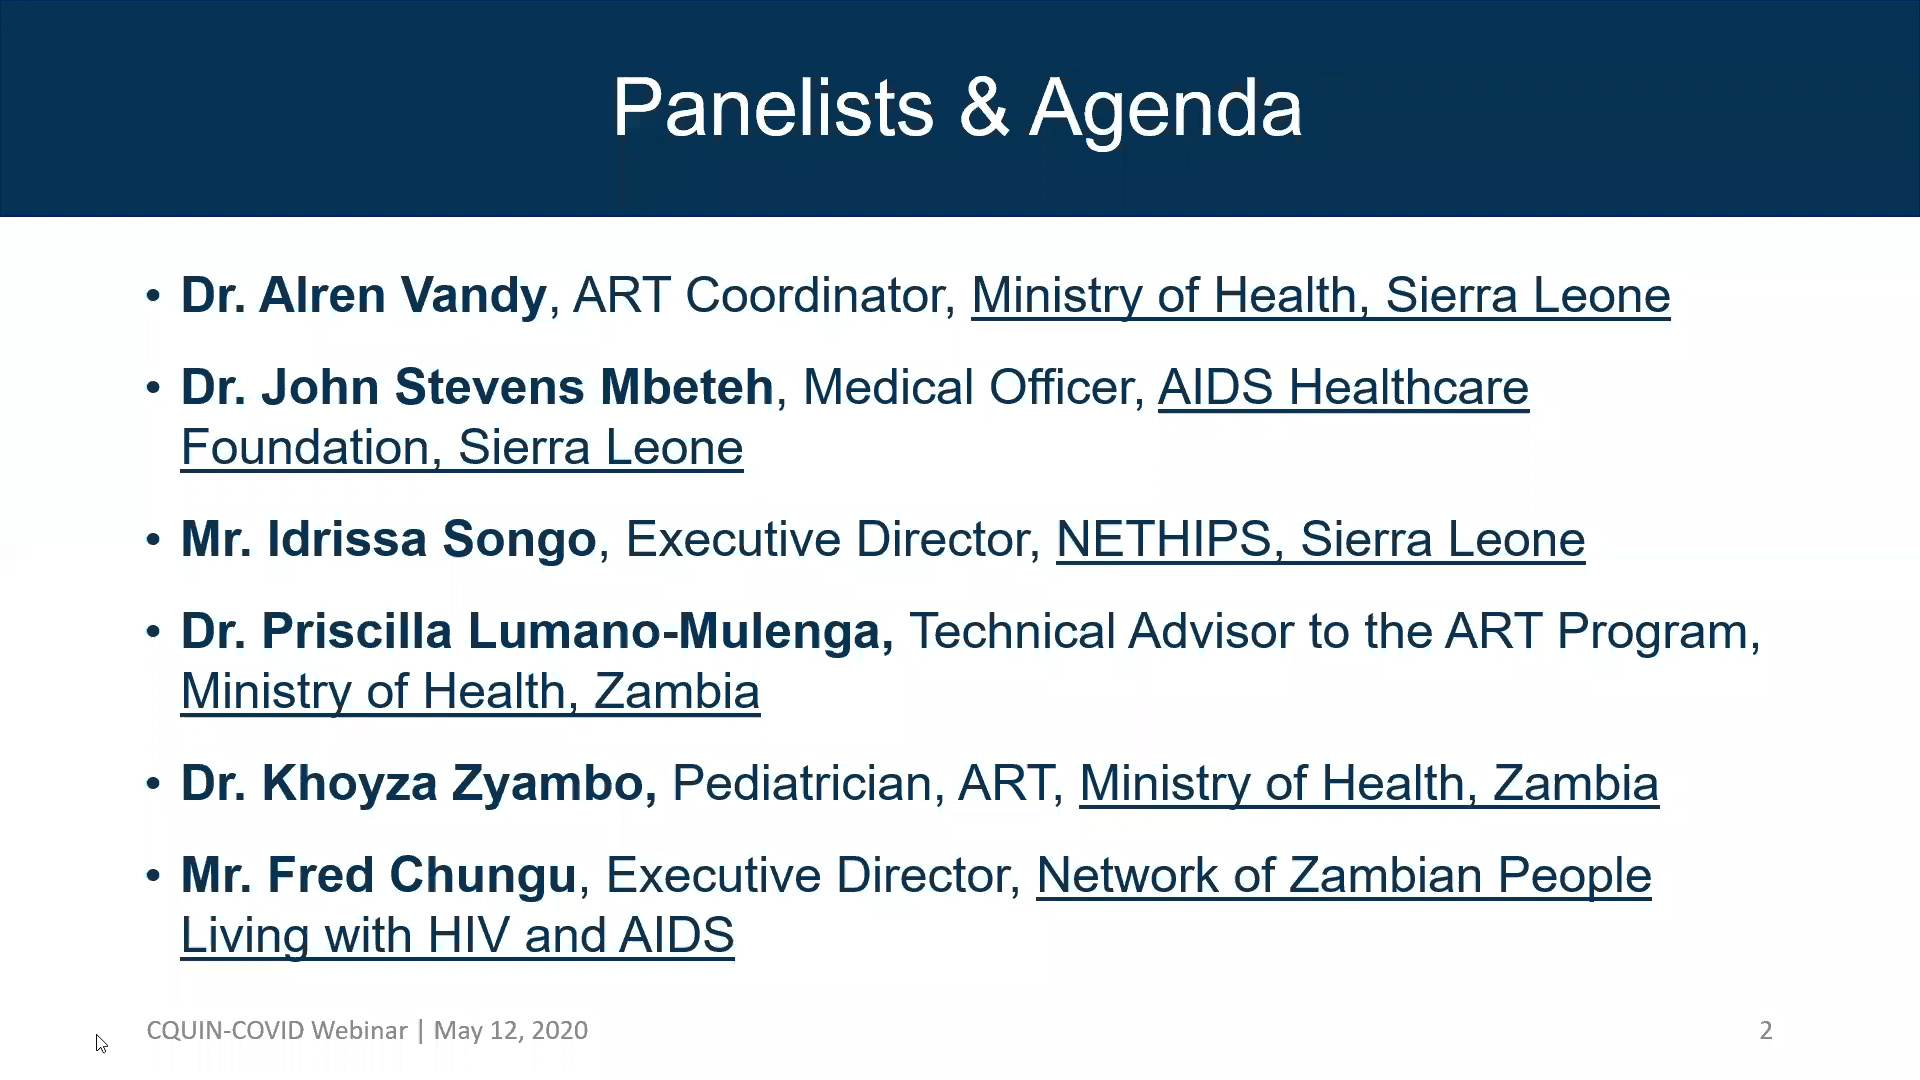 Panelists & Agenda
• Dr. Alren Vandy, ART Coordinator, Ministry of Health, Sierra Leone
• Dr. John Stevens Mbeteh, Medical Officer, AIDS Healthcare
Foundation, Sierra Leone
• Mr. Idrissa Songo, Executive Director, NETHIPS, Sierra Leone
• Dr. Priscilla Lumano-Mulenga, Technical Advisor to the ART Program,
Ministry of Health, Zambia
• Dr. Khoyza Zyambo, Pediatrician, ART, Ministry of Health, Zambia
• Mr. Fred Chungu, Executive Director, Network of Zambian People
Living with HIV and AIDS
CQUIN-COVID Webinar | May 12, 2020
2